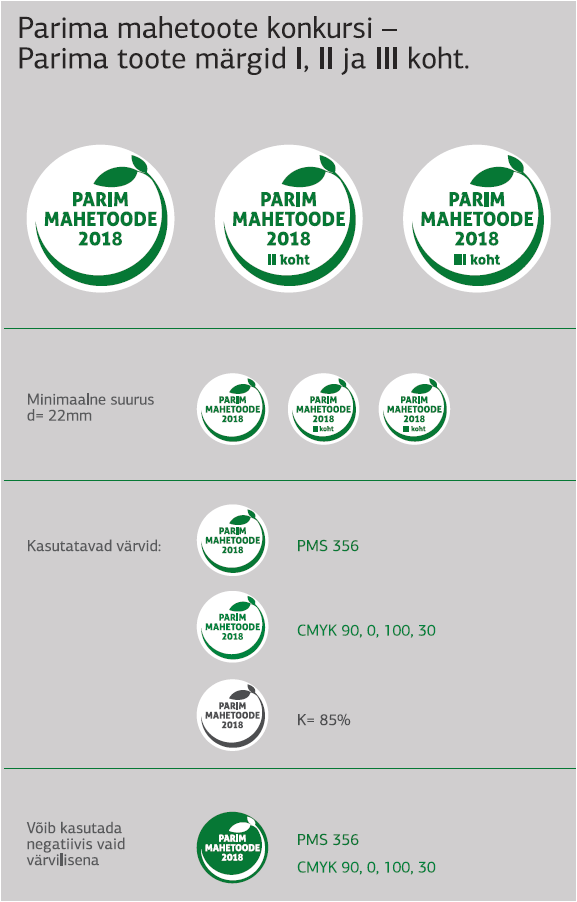 Parima mahetoote konkursi –
Parima toote märgid I, II ja III koht.
PARIM
MAHETOODE
2018
PARIM
MAHETOODE
2018
II koht
PARIM
MAHETOODE
2018
III koht
Minimaalne suurus
d= 22mm
PARIM
MAHETOODE
2018
PARIM
MAHETOODE
2018
II koht
PARIM
MAHETOODE
2018
III koht
Kasutatavad värvid:
PARIM
MAHETOODE
2018
PMS 356
PARIM
MAHETOODE
2018
CMYK 90, 0, 100, 30
PARIM
MAHETOODE
2018
K= 85%
Võib kasutada
negatiivis vaid
värvilisena
PARIM
MAHETOODE
2018
PMS 356
CMYK 90, 0, 100, 30